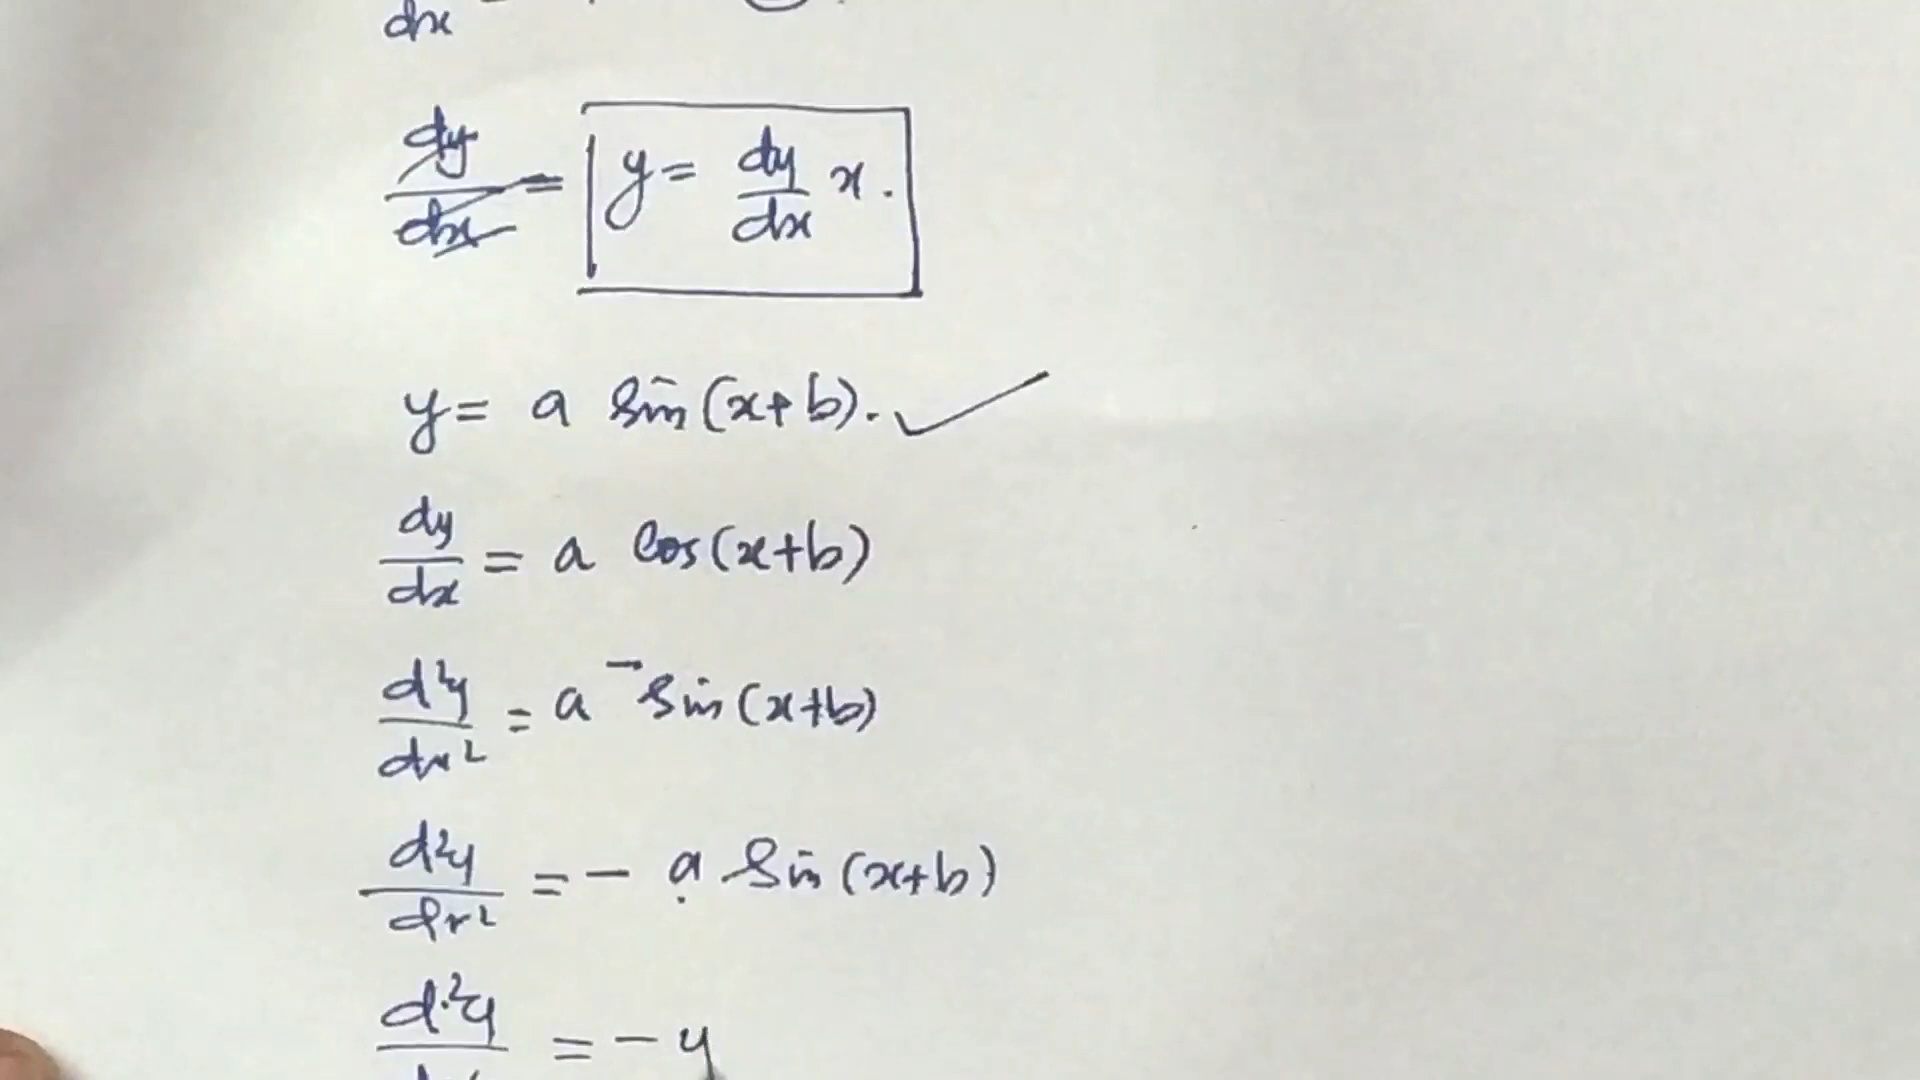 dx
dy/dx = y = dy/dx x.
y = a sin(x+b).
dy/dx = a cos(x+b)
d²y/dx² = a - sin(x+b)
d²y/dx² = - a sin(x+b)
d²y = - y